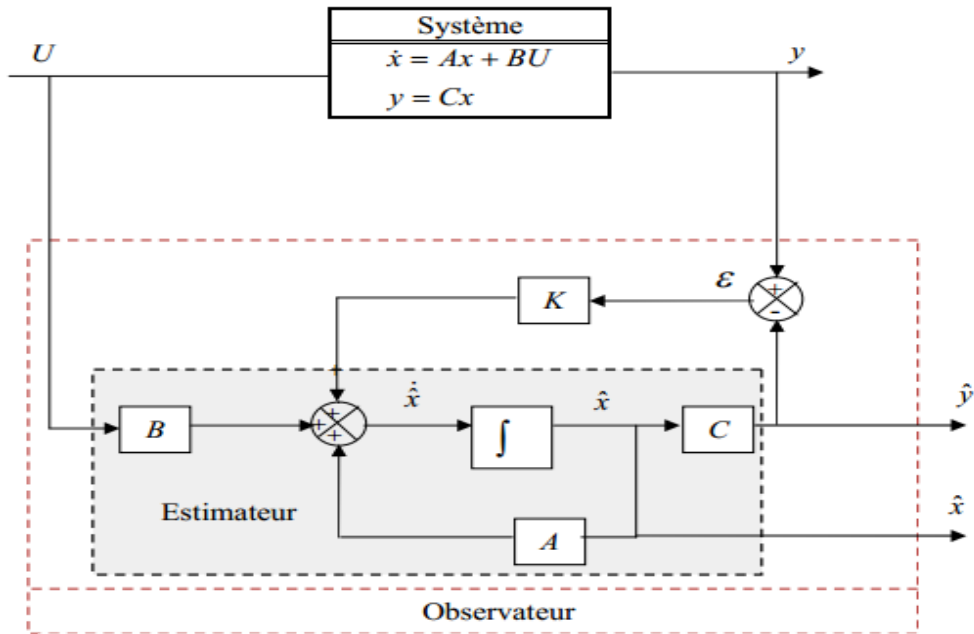 Système
U
ẋ = Ax + BU
y
y = Cx
ε
+
-
K
+
x̂̇
x̂
ŷ
B
+
+
+
∫
C
Estimateur
A
x̂
Observateur